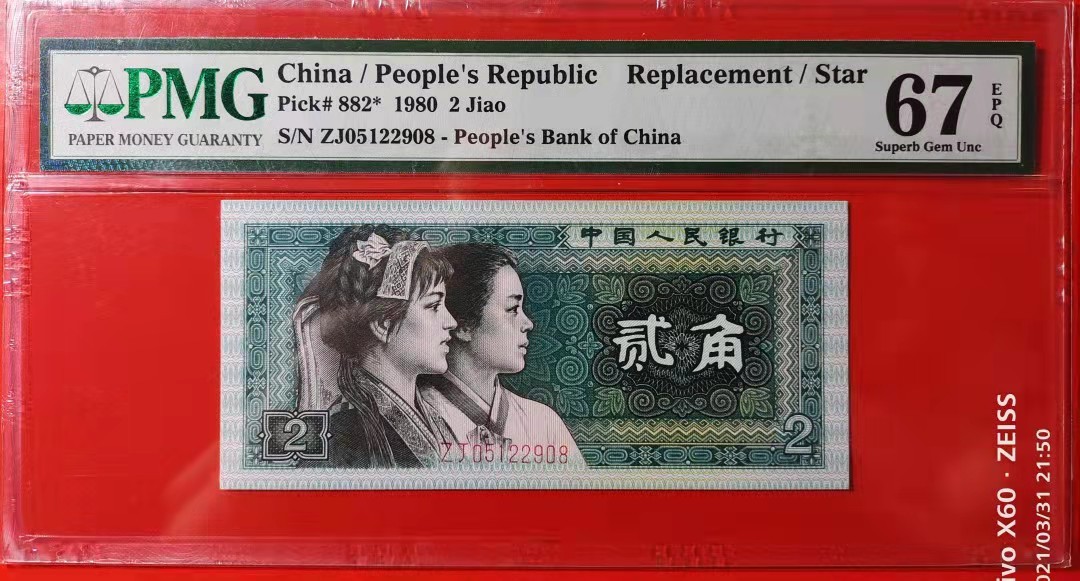 PMG
PAPER MONEY GUARANTY
China / People's Republic Replacement / Star
Pick# 882* 1980 2 Jiao
S/N ZJ05122908 - People's Bank of China
67
EPQ
Superb Gem Unc
中国人民银行
贰角
2
2
ZJ05122908
vo X60 · ZEISS
021/03/31 21:50